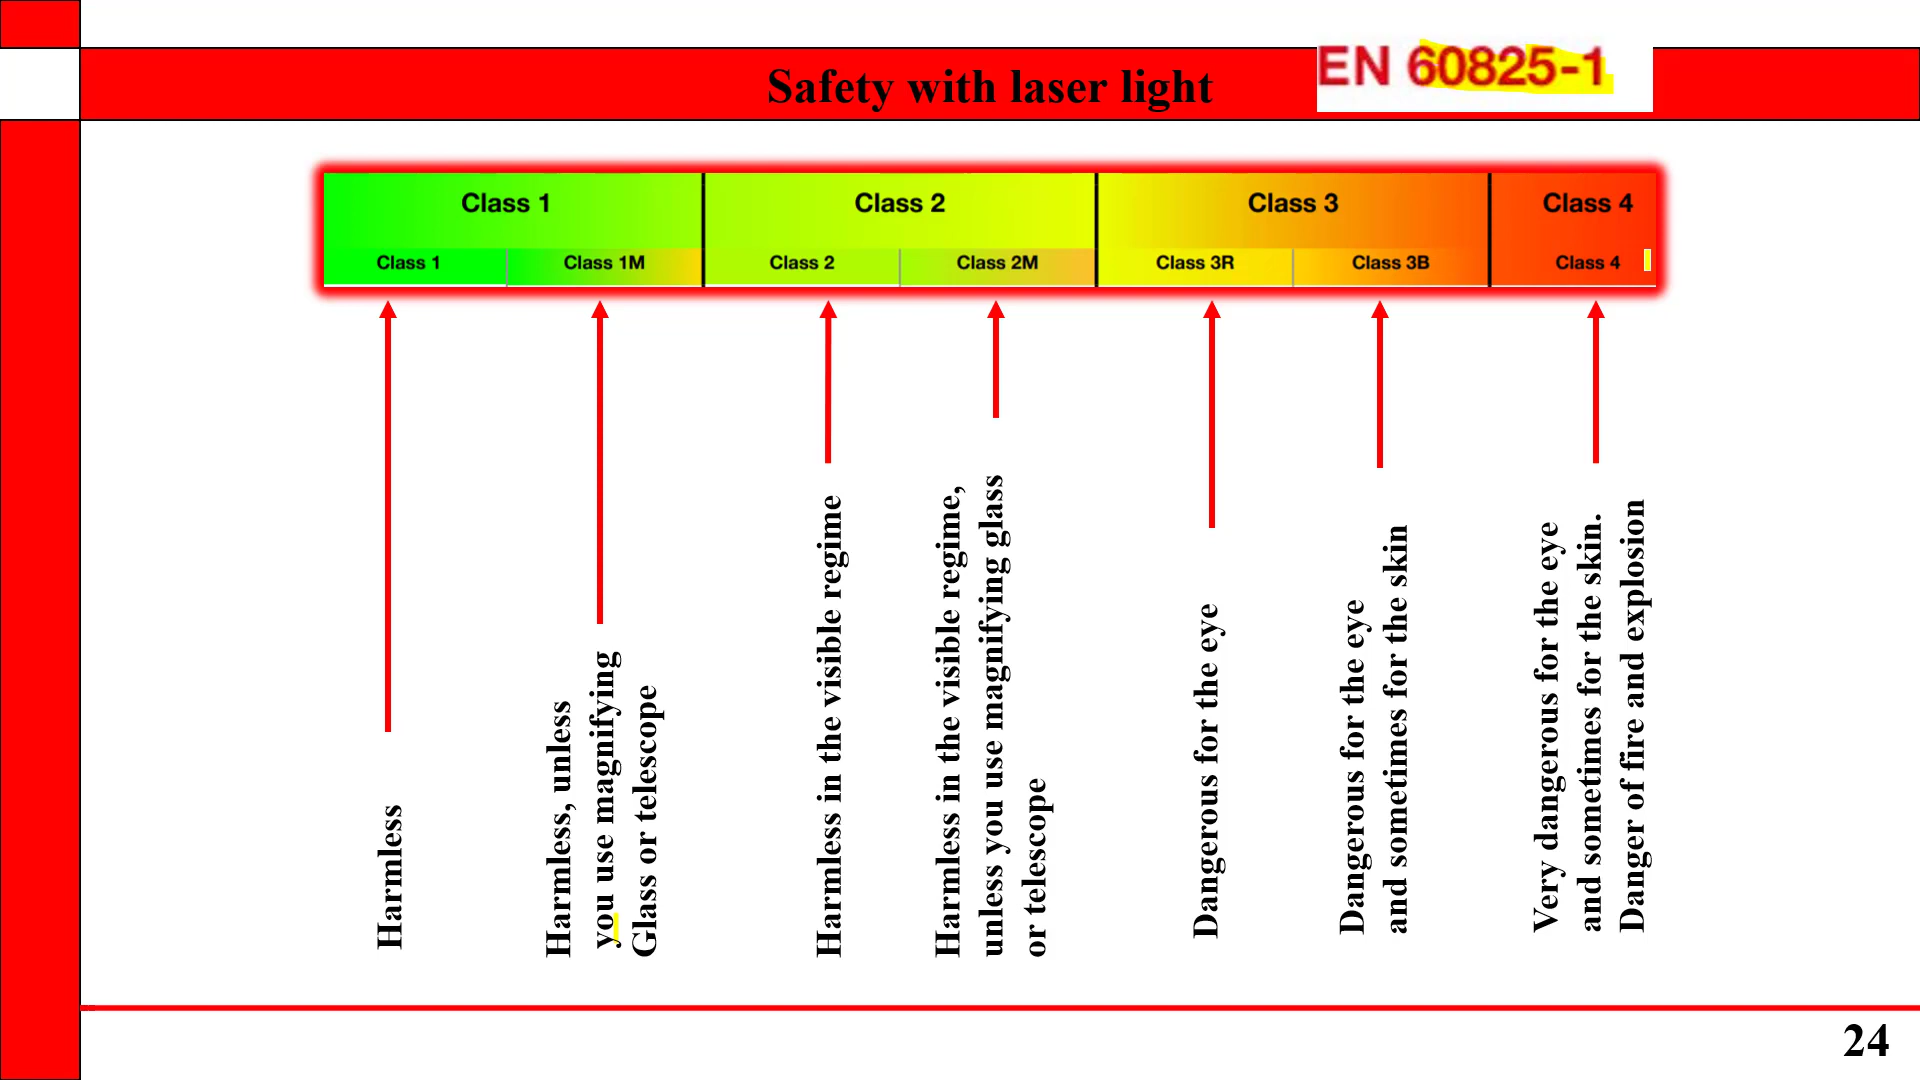 Safety with laser light
EN 60825-1
Class 1
Class 2
Class 3
Class 4
Class 1
Class 1M
Class 2
Class 2M
Class 3R
Class 3B
Class 4
Harmless
Harmless, unless
you use magnifying
Glass or telescope
Harmless in the visible regime
Harmless in the visible regime,
unless you use magnifying glass
or telescope
Dangerous for the eye
Dangerous for the eye
and sometimes for the skin
Very dangerous for the eye
and sometimes for the skin.
Danger of fire and explosion
24